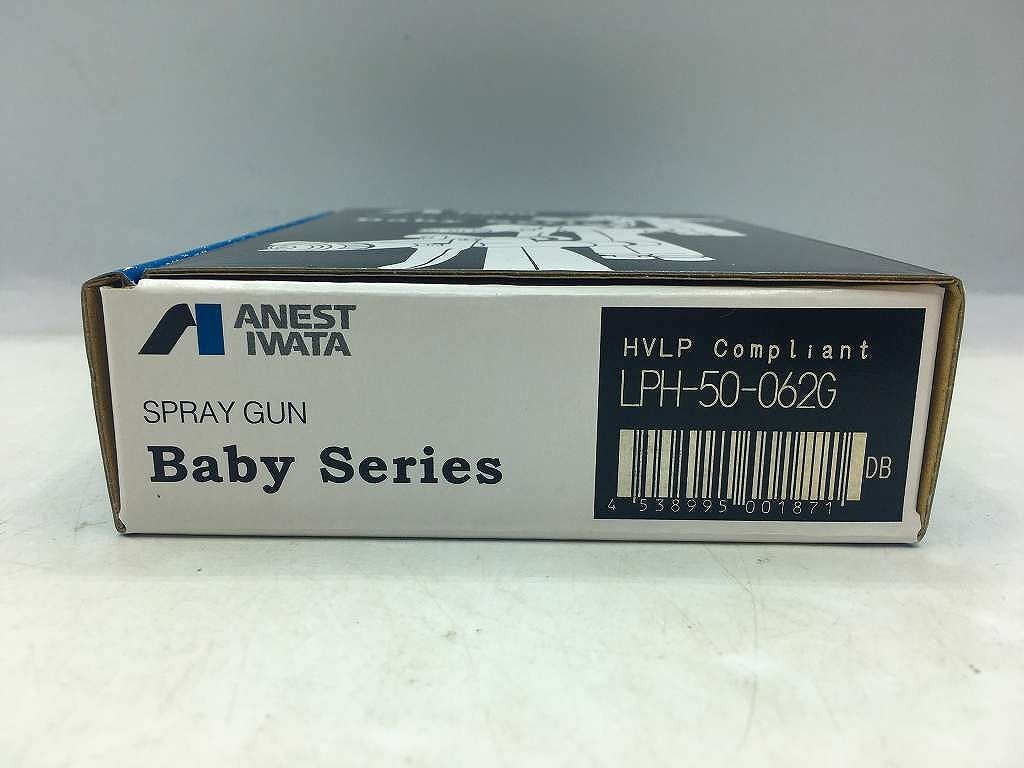 ANEST
IWATA
SPRAY GUN
Baby Series
HVLP Compliant
LPH-50-062G
DB
4 538995 001871